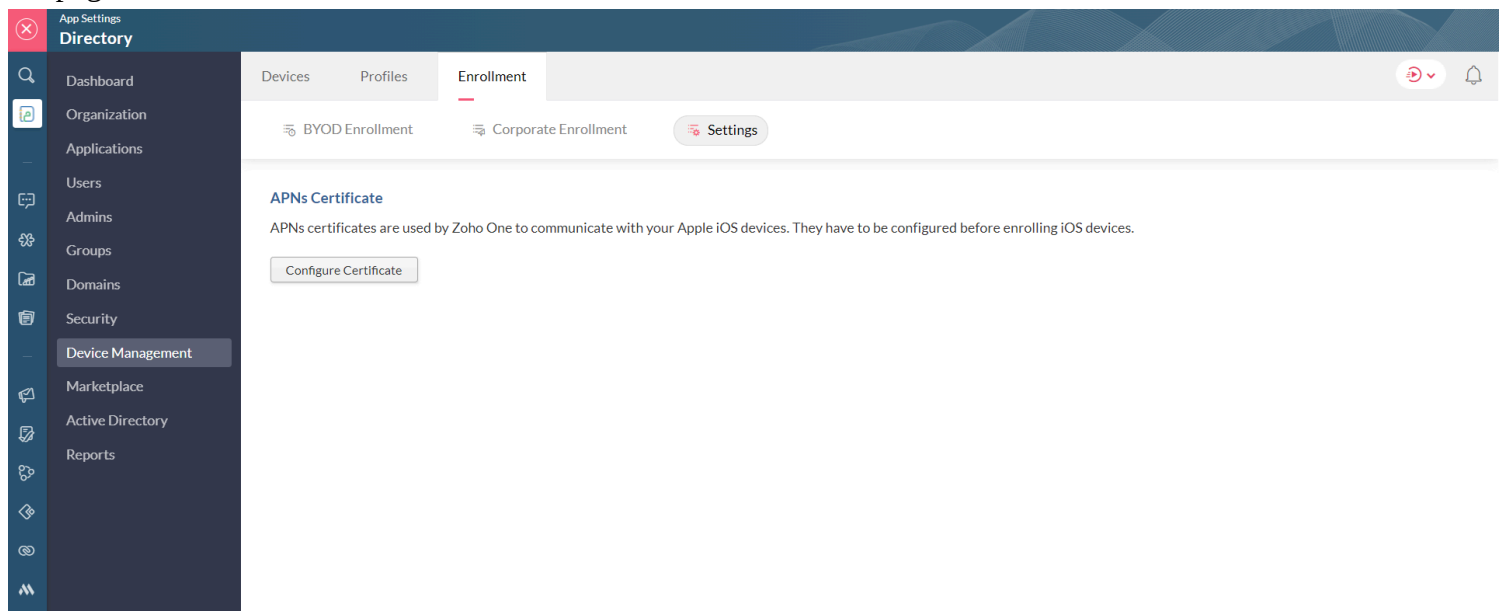 App Settings
Directory
Dashboard
Organization
Applications
Users
Admins
Groups
Domains
Security
Device Management
Marketplace
Active Directory
Reports
Devices Profiles Enrollment
BYOD Enrollment Corporate Enrollment Settings
APNs Certificate
APNs certificates are used by Zoho One to communicate with your Apple iOS devices. They have to be configured before enrolling iOS devices.
Configure Certificate